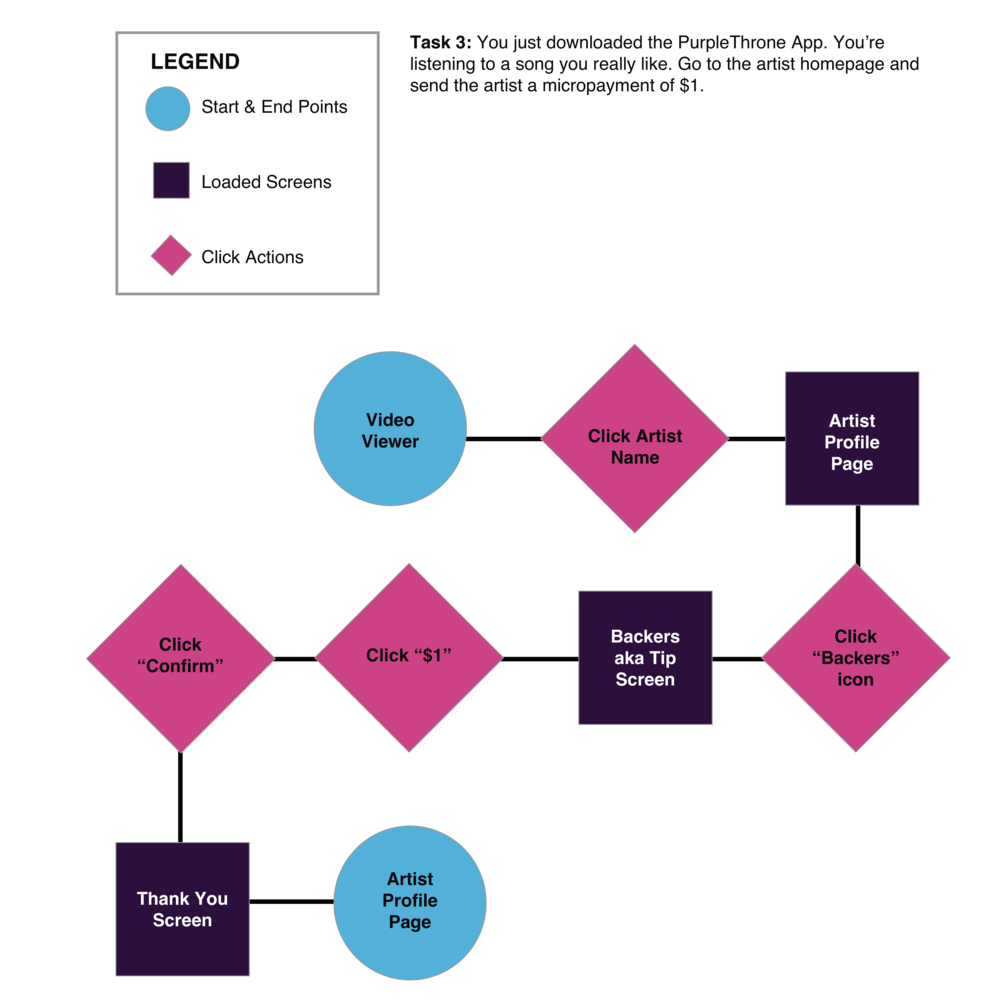 LEGEND
Start & End Points
Loaded Screens
Click Actions
Task 3: You just downloaded the PurpleThrone App. You’re
listening to a song you really like. Go to the artist homepage and
send the artist a micropayment of $1.
Video
Viewer
Click Artist
Name
Artist
Profile
Page
Click
“Backers”
icon
Backers
aka Tip
Screen
Click “$1”
Click
“Confirm”
Thank You
Screen
Artist
Profile
Page